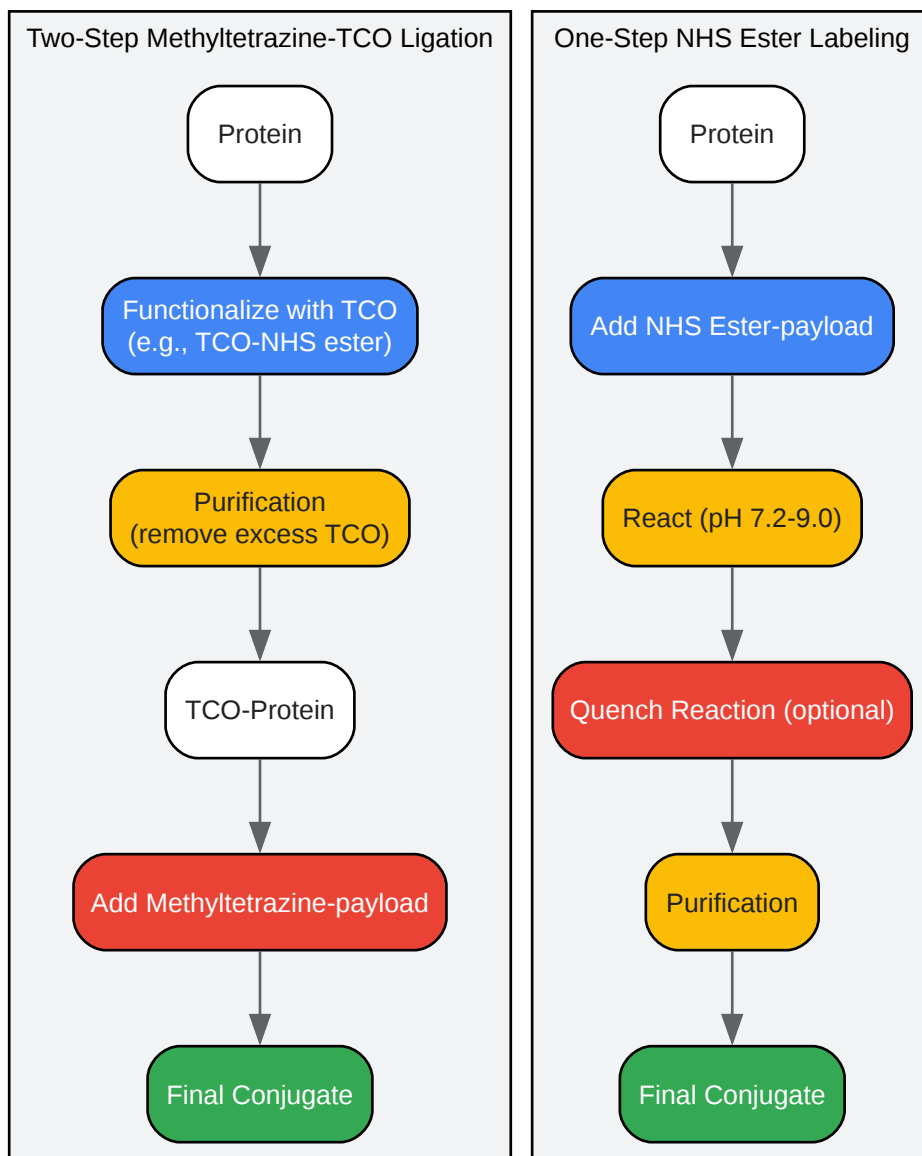 Two-Step Methyltetrazine-TCO Ligation
Protein
Functionalize with TCO
(e.g., TCO-NHS ester)
Purification
(remove excess TCO)
TCO-Protein
Add Methyltetrazine-payload
Final Conjugate
One-Step NHS Ester Labeling
Protein
Add NHS Ester-payload
React (pH 7.2-9.0)
Quench Reaction (optional)
Purification
Final Conjugate